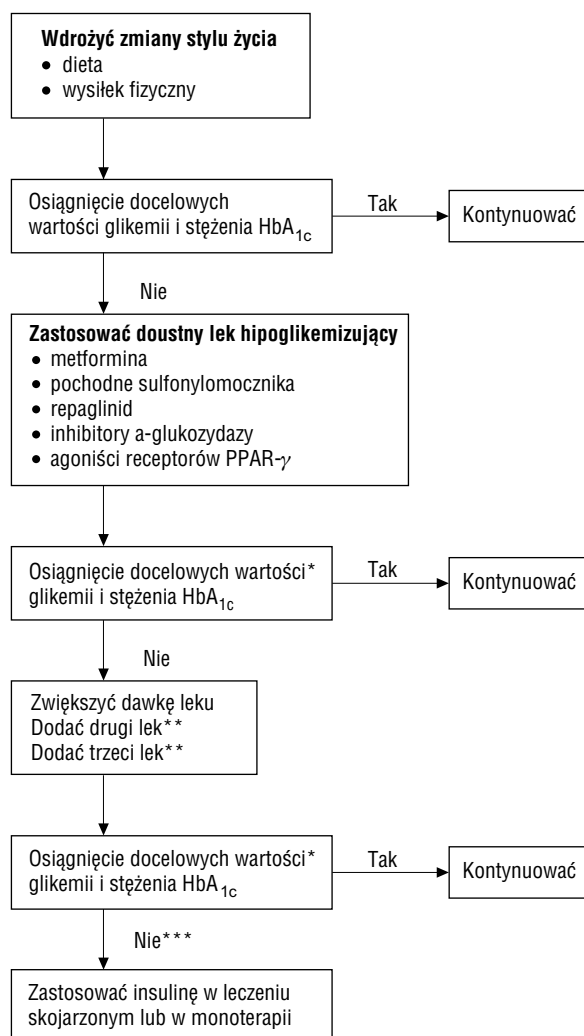 Wdrożyć zmiany stylu życia
• dieta
• wysiłek fizyczny
Osiągnięcie docelowych
wartości glikemii i stężenia HbA1c
Tak
Kontynuować
Nie
Zastosować doustny lek hipoglikemizujący
• metformina
• pochodne sulfonylomocznika
• repaglinid
• inhibitory a-glukozydazy
• agoniści receptorów PPAR-γ
Osiągnięcie docelowych wartości*
glikemii i stężenia HbA1c
Tak
Kontynuować
Nie
Zwiększyć dawkę leku
Dodać drugi lek**
Dodać trzeci lek**
Osiągnięcie docelowych wartości*
glikemii i stężenia HbA1c
Tak
Kontynuować
Nie***
Zastosować insulinę w leczeniu
skojarzonym lub w monoterapii